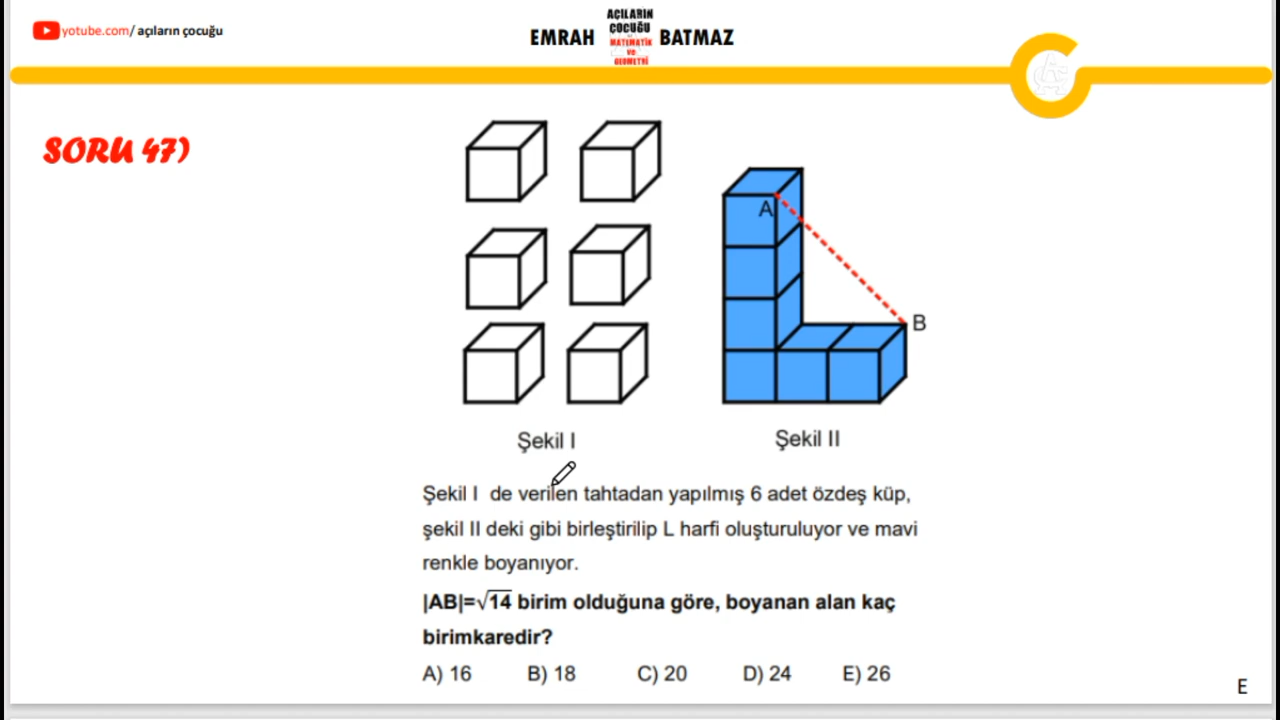 yotube.com/ açıların çocuğu
EMRAH
AÇILARIN
ÇOCUĞU
MATEMATİK
ve
GEOMETRİ
BATMAZ
SORU 47)
A
B
Şekil I
Şekil II
Şekil I de verilen tahtadan yapılmış 6 adet özdeş küp,
şekil II deki gibi birleştirilip L harfi oluşturuluyor ve mavi
renkle boyanıyor.
|AB|=√14 birim olduğuna göre, boyanan alan kaç
birimkaredir?
A) 16 B) 18 C) 20 D) 24 E) 26
E